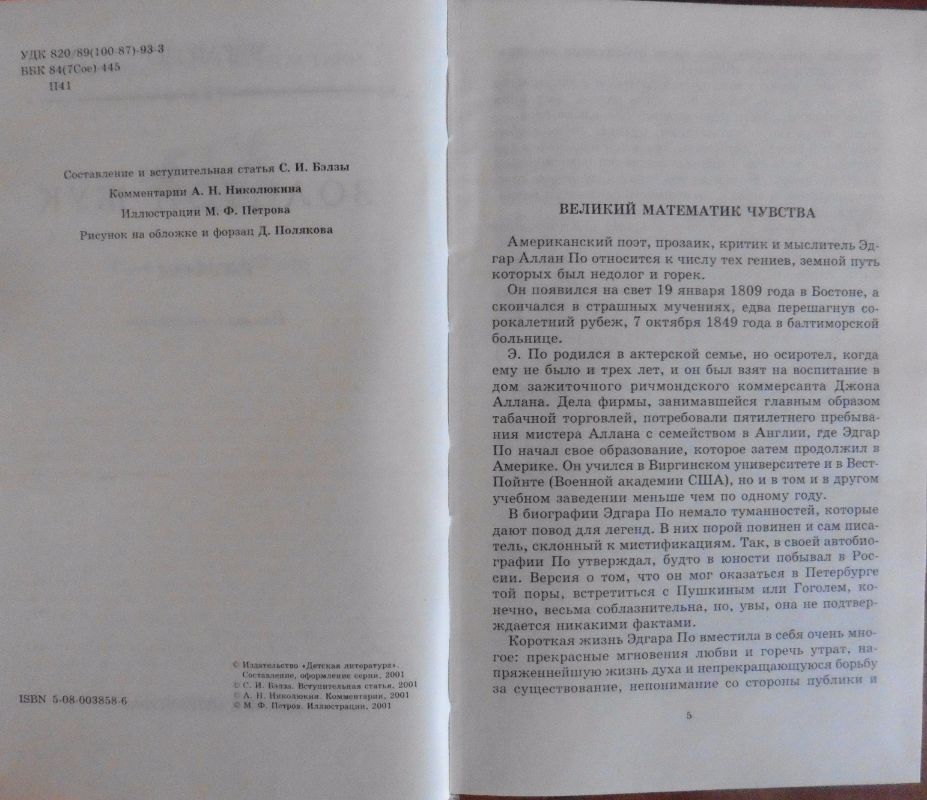 УДК 820/89(100-87)-93-3
ББК 84(7Сое)-445
П41
Составление и вступительная статья С. И. Бэлзы
Комментарии А. Н. Николюкина
Иллюстрации М. Ф. Петрова
Рисунок на обложке и форзац Д. Полякова
© Издательство «Детская литература».
Составление, оформление серии, 2001
© С. И. Бэлза. Вступительная статья, 2001
© А. Н. Николюкин. Комментарии, 2001
© М. Ф. Петров. Иллюстрации, 2001
ISBN 5-08-003858-6
ВЕЛИКИЙ МАТЕМАТИК ЧУВСТВА
Американский поэт, прозаик, критик и мыслитель Эд-
гар Аллан По относится к числу тех гениев, земной путь
которых был недолог и горек.
Он появился на свет 19 января 1809 года в Бостоне, а
скончался в страшных мучениях, едва перешагнув со-
рокалетний рубеж, 7 октября 1849 года в балтиморской
больнице.
Э. По родился в актерской семье, но осиротел, когда
ему не было и трех лет, и он был взят на воспитание в
дом зажиточного ричмондского коммерсанта Джона
Аллана. Дела фирмы, занимавшейся главным образом
табачной торговлей, потребовали пятилетнего пребыва-
ния мистера Аллана с семейством в Англии, где Эдгар
По начал свое образование, которое затем продолжил в
Америке. Он учился в Виргинском университете и в Вест-
Пойнте (Военной академии США), но и в том и в другом
учебном заведении меньше чем по одному году.
В биографии Эдгара По немало туманностей, которые
дают повод для легенд. В них порой повинен и сам писа-
тель, склонный к мистификациям. Так, в своей автобио-
графии По утверждал, будто в юности побывал в Рос-
сии. Версия о том, что он мог оказаться в Петербурге
той поры, встретиться с Пушкиным или Гоголем, ко-
нечно, весьма соблазнительна, но, увы, она не подтвер-
ждается никакими фактами.
Короткая жизнь Эдгара По вместила в себя очень мно-
гое: прекрасные мгновения любви и горечь утрат, на-
пряженнейшую жизнь духа и непрекращающуюся борьбу
за существование, непонимание со стороны публики и
5